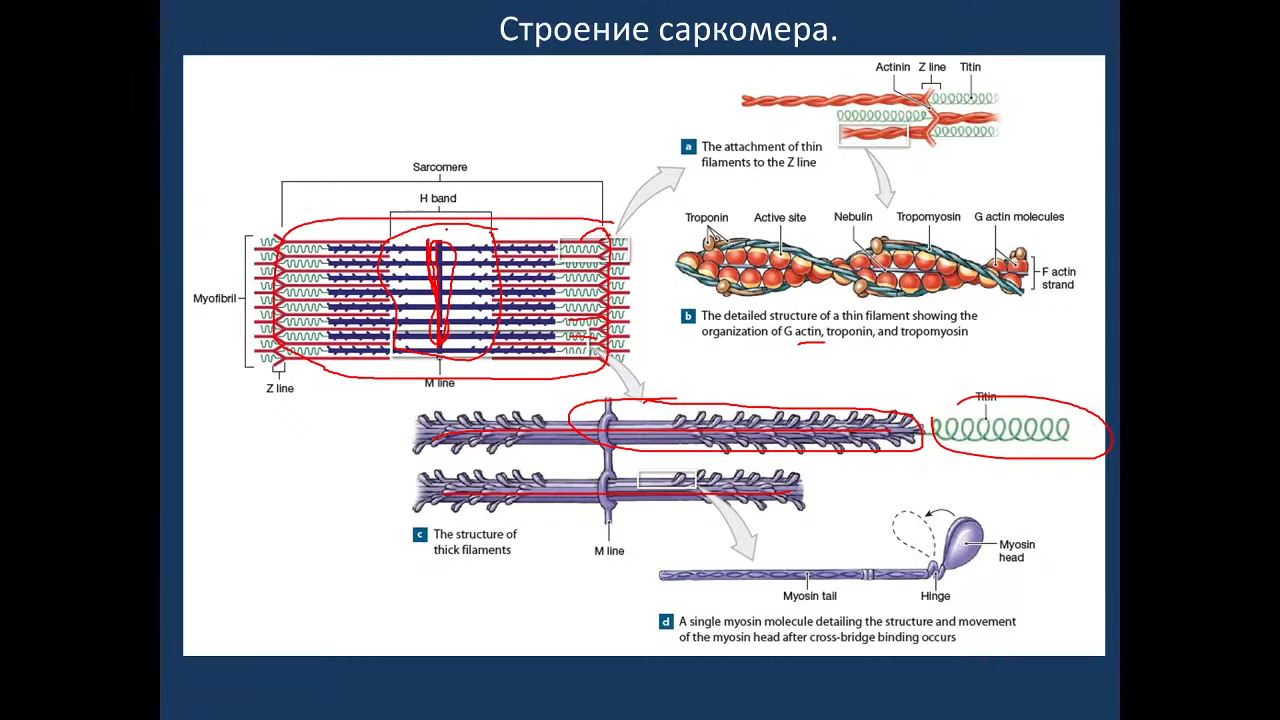 Строение саркомера.
Actinin Z line Titin
a The attachment of thin
filaments to the Z line
Sarcomere
H band
Myofibril
Z line
M line
Troponin Active site Nebulin Tropomyosin G actin molecules
F actin
strand
b The detailed structure of a thin filament showing the
organization of G actin, troponin, and tropomyosin
Titin
c The structure of
thick filaments
M line
Myosin
head
Myosin tail
Hinge
d A single myosin molecule detailing the structure and movement
of the myosin head after cross-bridge binding occurs